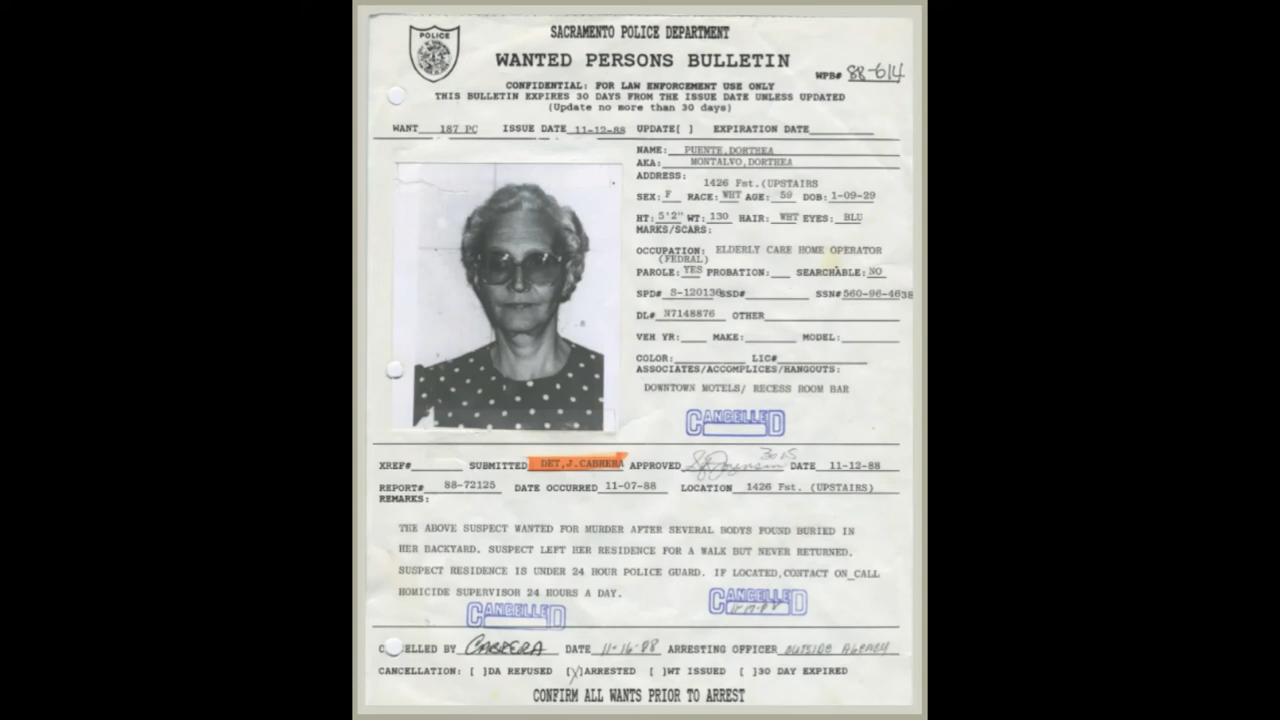 POLICE
SACRAMENTO POLICE DEPARTMENT
WANTED PERSONS BULLETIN
WPB# 88-614
CONFIDENTIAL: FOR LAW ENFORCEMENT USE ONLY
THIS BULLETIN EXPIRES 30 DAYS FROM THE ISSUE DATE UNLESS UPDATED
(Update no more than 30 days)
WANT 187 PC ISSUE DATE 11-12-88 UPDATE[ ] EXPIRATION DATE
NAME: PUENTE,DORTHEA
AKA: MONTALVO,DORTHEA
ADDRESS:
1426 Fst.(UPSTAIRS
SEX: F RACE: WHT AGE: 59 DOB: 1-09-29
HT: 5'2" WT: 130 HAIR: WHT EYES: BLU
MARKS/SCARS:
OCCUPATION: ELDERLY CARE HOME OPERATOR
(FEDRAL)
PAROLE: YES PROBATION: SEARCHABLE: NO
SPD# S-120136 SSD# SSN# 560-96-4638
DL# N7148876 OTHER
VEH YR: MAKE: MODEL:
COLOR: LIC#
ASSOCIATES/ACCOMPLICES/HANGOUTS:
DOWNTOWN MOTELS/ RECESS ROOM BAR
CANCELLED
XREF# SUBMITTED DET,J.CABRERA APPROVED 3015 DATE 11-12-88
REPORT# 88-72125 DATE OCCURRED 11-07-88 LOCATION 1426 Fst. (UPSTAIRS)
REMARKS:
THE ABOVE SUSPECT WANTED FOR MURDER AFTER SEVERAL BODYS FOUND BURIED IN
HER BACKYARD. SUSPECT LEFT HER RESIDENCE FOR A WALK BUT NEVER RETURNED.
SUSPECT RESIDENCE IS UNDER 24 HOUR POLICE GUARD. IF LOCATED,CONTACT ON_CALL
HOMICIDE SUPERVISOR 24 HOURS A DAY.
CANCELLED
CANCELLED
C ELLED BY CABRERA DATE 11-16-88 ARRESTING OFFICER OUTSIDE AGENCY
CANCELLATION: [ ]DA REFUSED [X]ARRESTED [ ]WT ISSUED [ ]30 DAY EXPIRED
CONFIRM ALL WANTS PRIOR TO ARREST